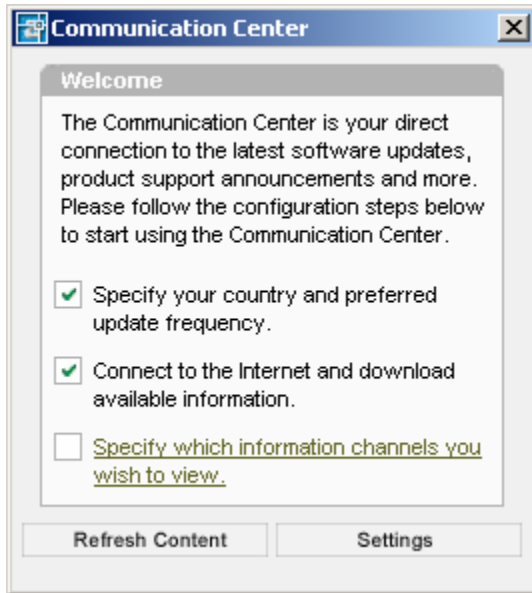 Communication Center
Welcome
The Communication Center is your direct
connection to the latest software updates,
product support announcements and more.
Please follow the configuration steps below
to start using the Communication Center.
Specify your country and preferred
update frequency.
Connect to the Internet and download
available information.
Specify which information channels you
wish to view.
Refresh Content
Settings